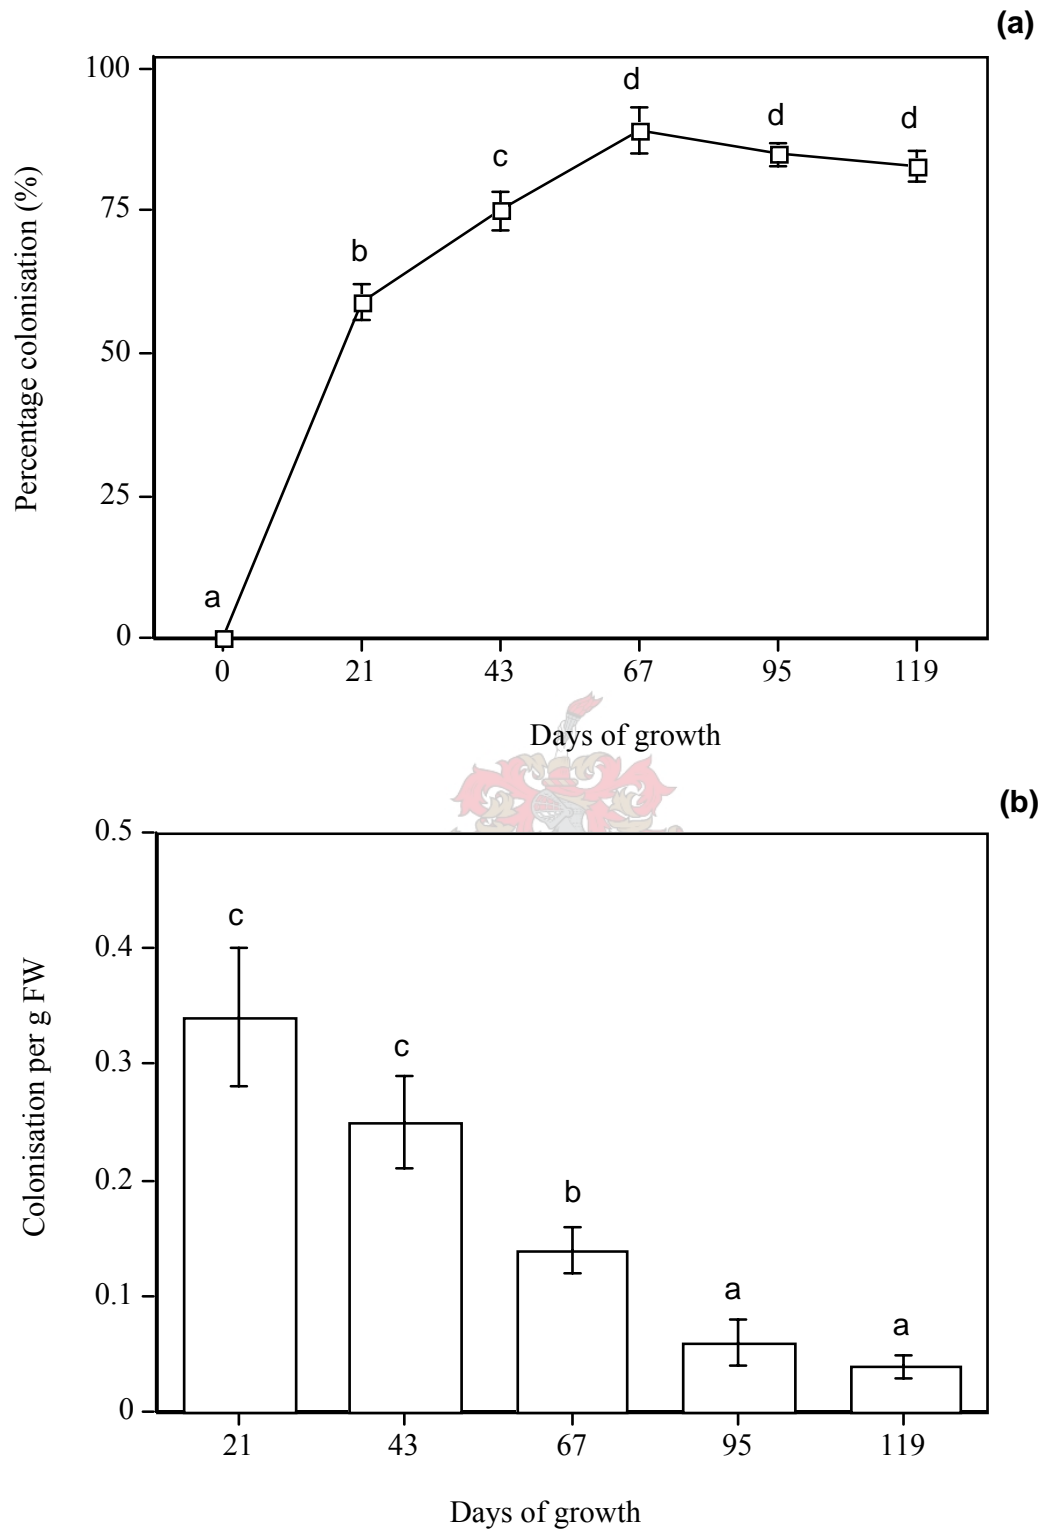 (a)
Percentage colonisation (%)
100
75
50
25
0
a
b
c
d
d
d
0 21 43 67 95 119
Days of growth
(b)
Colonisation per g FW
0.5
0.4
0.3
0.2
0.1
0
c
c
b
a
a
21 43 67 95 119
Days of growth